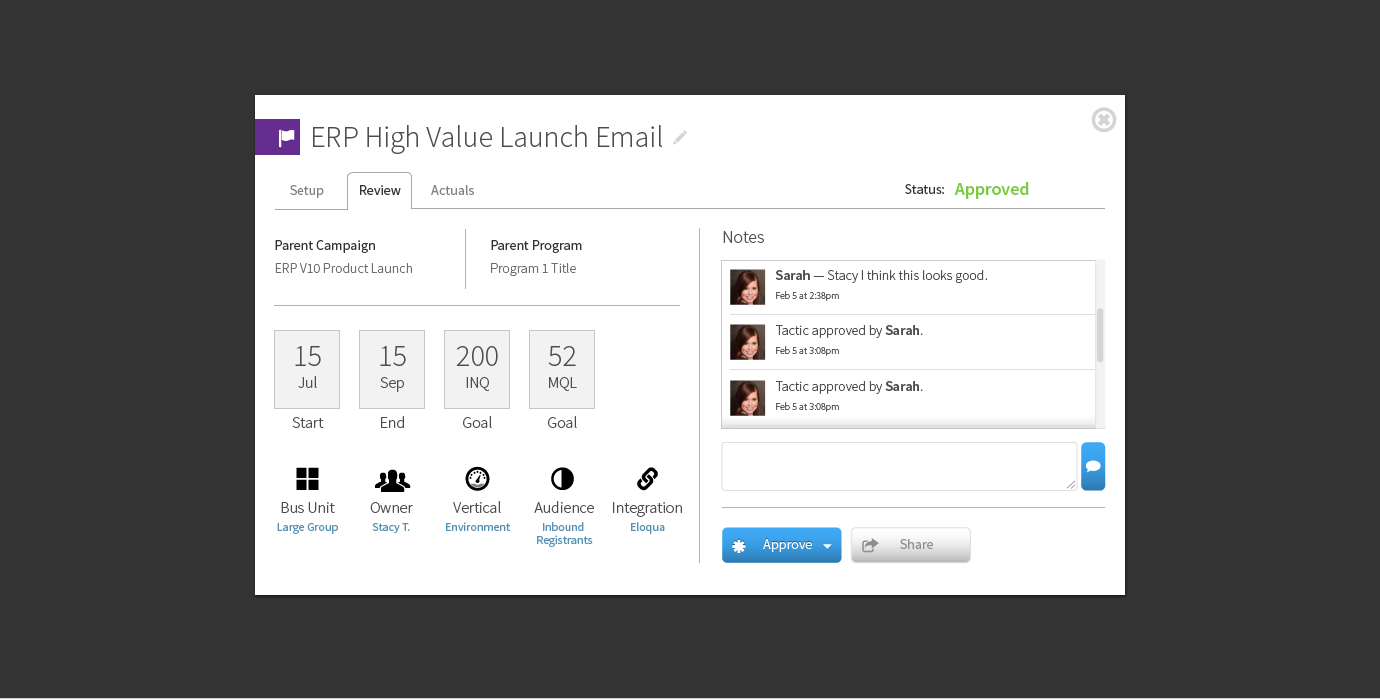 ERP High Value Launch Email
Setup
Review
Actuals
Status: Approved
Parent Campaign
ERP V10 Product Launch
Parent Program
Program 1 Title
15
Jul
Start
15
Sep
End
200
INQ
Goal
52
MQL
Goal
Bus Unit
Large Group
Owner
Stacy T.
Vertical
Environment
Audience
Inbound
Registrants
Integration
Eloqua
Notes
Sarah — Stacy I think this looks good.
Feb 5 at 2:38pm
Tactic approved by Sarah.
Feb 5 at 3:08pm
Tactic approved by Sarah.
Feb 5 at 3:08pm
Approve
Share